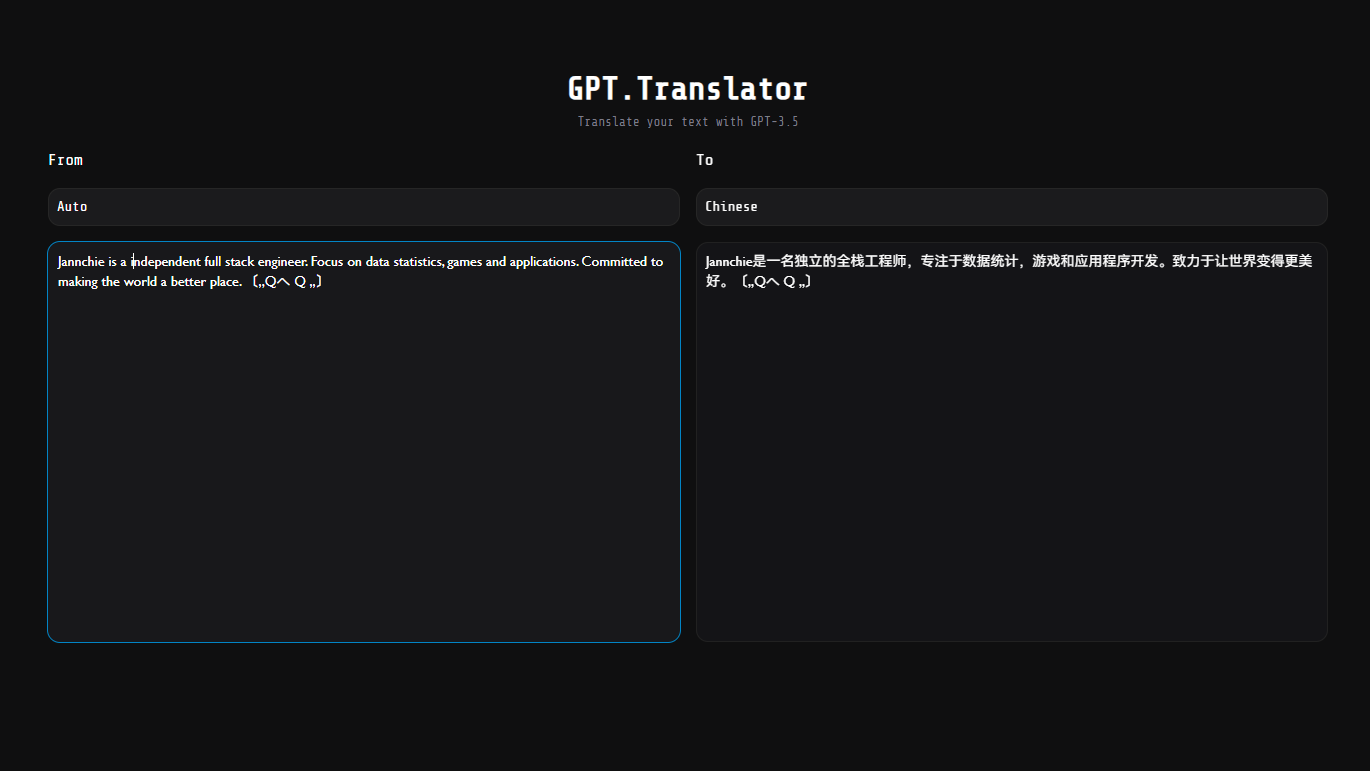 GPT.Translator
Translate your text with GPT-3.5
From
Auto
Jannchie is a independent full stack engineer. Focus on data statistics, games and applications. Committed to
making the world a better place. 〔„Qへ Q „〕
To
Chinese
Jannchie是一名独立的全栈工程师，专注于数据统计，游戏和应用程序开发。致力于让世界变得更美
好。〔„Qへ Q „〕